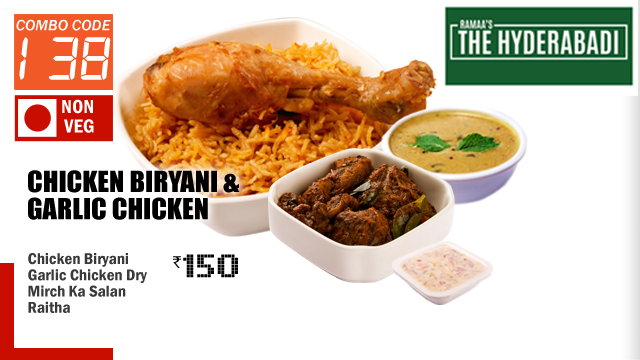 COMBO CODE
138
NON
VEG
RAMAA'S
THE HYDERABADI
CHICKEN BIRYANI &
GARLIC CHICKEN
Chicken Biryani
Garlic Chicken Dry
Mirch Ka Salan
Raitha
₹150